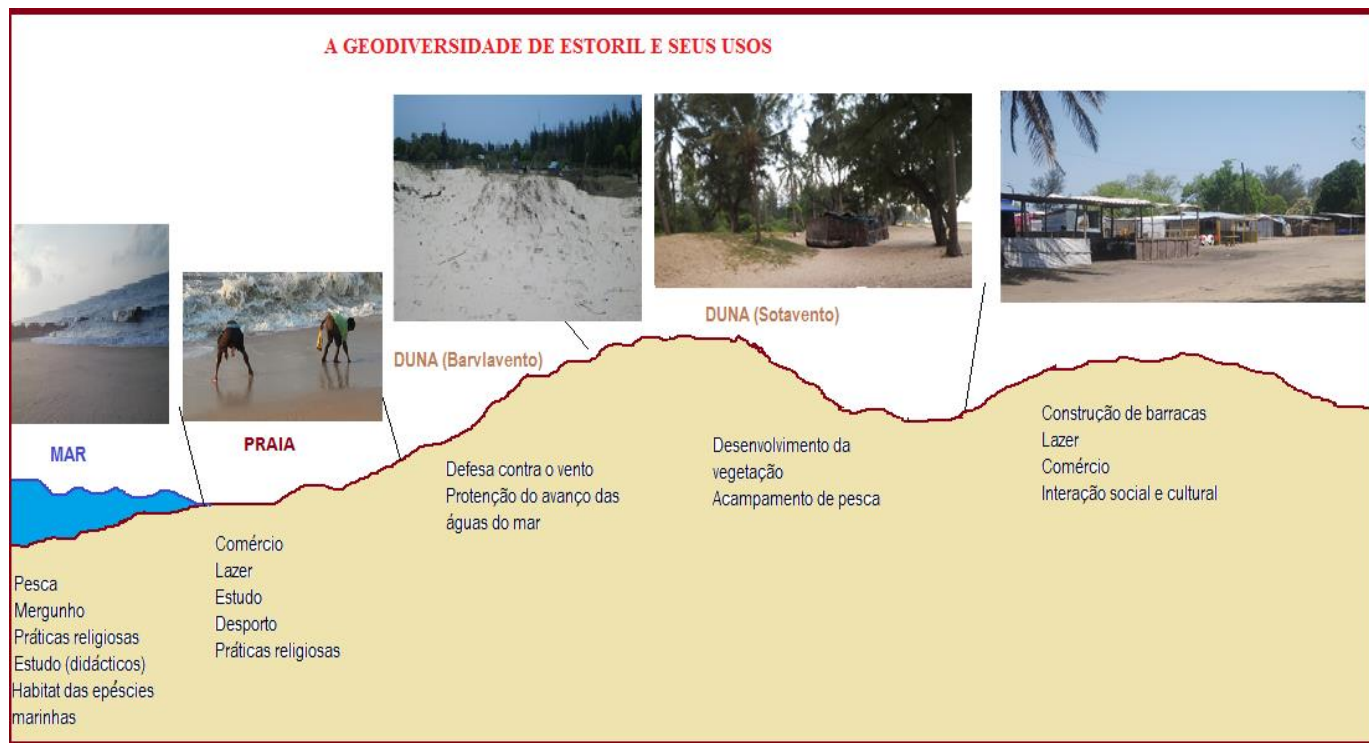 A GEODIVERSIDADE DE ESTORIL E SEUS USOS
MAR
Pesca
Mergunho
Práticas religiosas
Estudo (didácticos)
Habitat das epéscies
marinhas
PRAIA
Comércio
Lazer
Estudo
Desporto
Práticas religiosas
DUNA (Barvlavento)
Defesa contra o vento
Protenção do avanço das
águas do mar
DUNA (Sotavento)
Desenvolvimento da
vegetação
Acampamento de pesca
Construção de barracas
Lazer
Comércio
Interação social e cultural